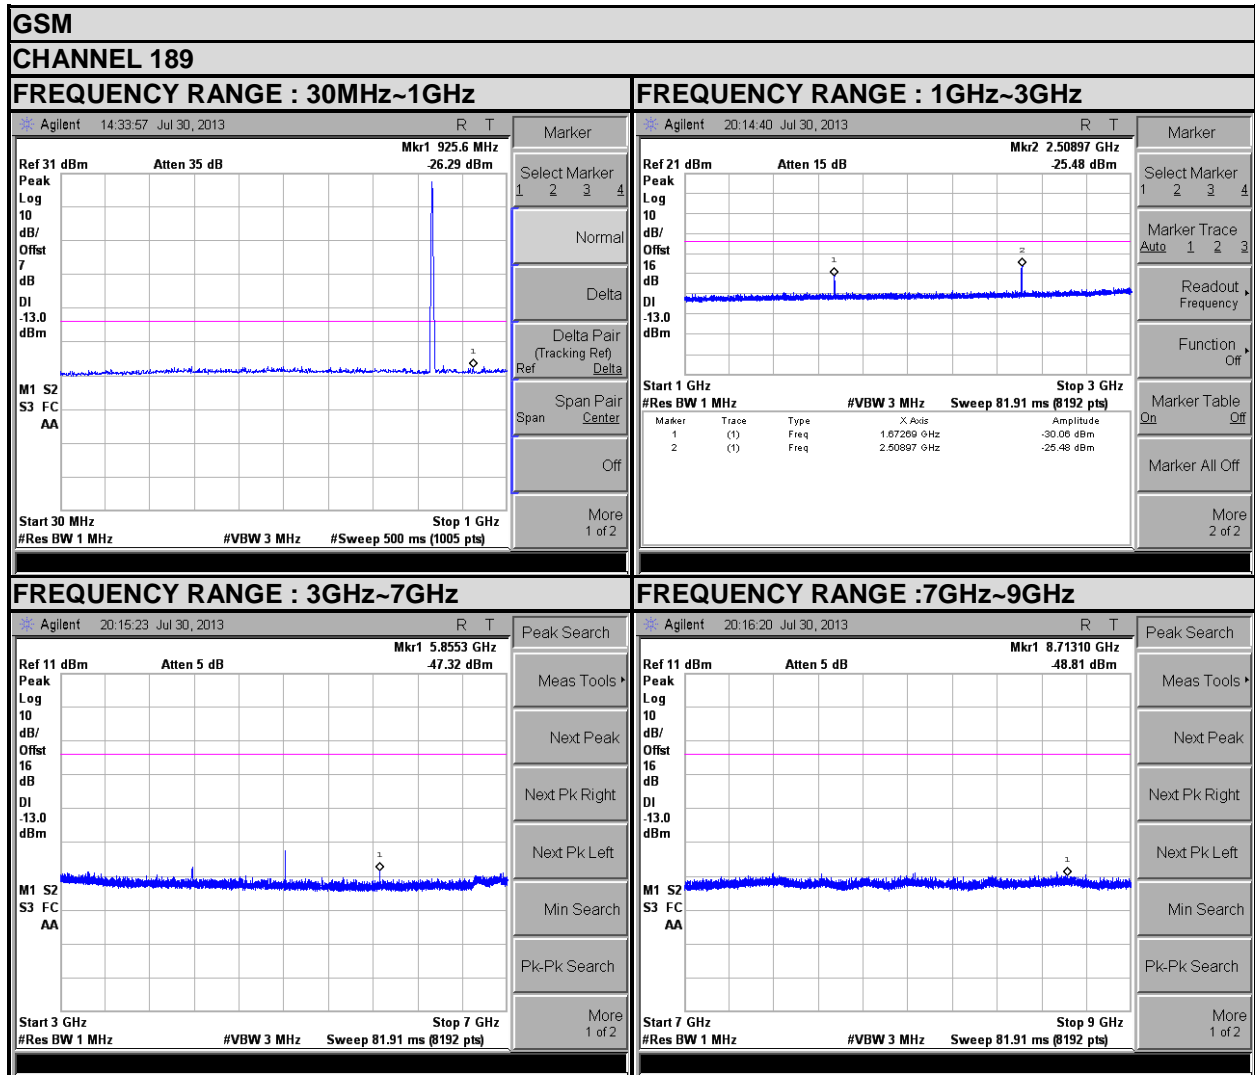 GSM
CHANNEL 189
FREQUENCY RANGE : 30MHz~1GHz
Agilent 14:33:57 Jul 30, 2013 R T
Mkr1 925.6 MHz
Ref 31 dBm Atten 35 dB -26.29 dBm
Peak
Log
10
dB/
Offst
7
dB
DI
-13.0
dBm
M1 S2
S3 FC
AA
1
Start 30 MHz Stop 1 GHz
#Res BW 1 MHz #VBW 3 MHz #Sweep 500 ms (1005 pts)
Marker
Select Marker
1 2 3 4
Normal
Delta
Delta Pair
(Tracking Ref)
Ref Delta
Span Pair
Span Center
Off
More
1 of 2
FREQUENCY RANGE : 1GHz~3GHz
Agilent 20:14:40 Jul 30, 2013 R T
Mkr2 2.50897 GHz
Ref 21 dBm Atten 15 dB -25.48 dBm
Peak
Log
10
dB/
Offst
16
dB
DI
-13.0
dBm
1
2
Start 1 GHz Stop 3 GHz
#Res BW 1 MHz #VBW 3 MHz Sweep 81.91 ms (8192 pts)
Marker Trace Type X Axis Amplitude
1 (1) Freq 1.67269 GHz -30.06 dBm
2 (1) Freq 2.50897 GHz -25.48 dBm
Marker
Select Marker
1 2 3 4
Marker Trace
Auto 1 2 3
Readout
Frequency
Function
Off
Marker Table
On Off
Marker All Off
More
2 of 2
FREQUENCY RANGE : 3GHz~7GHz
Agilent 20:15:23 Jul 30, 2013 R T
Mkr1 5.8553 GHz
Ref 11 dBm Atten 5 dB -47.32 dBm
Peak
Log
10
dB/
Offst
16
dB
DI
-13.0
dBm
M1 S2
S3 FC
AA
1
Start 3 GHz Stop 7 GHz
#Res BW 1 MHz #VBW 3 MHz Sweep 81.91 ms (8192 pts)
Peak Search
Meas Tools
Next Peak
Next Pk Right
Next Pk Left
Min Search
Pk-Pk Search
More
1 of 2
FREQUENCY RANGE :7GHz~9GHz
Agilent 20:16:20 Jul 30, 2013 R T
Mkr1 8.71310 GHz
Ref 11 dBm Atten 5 dB -48.81 dBm
Peak
Log
10
dB/
Offst
16
dB
DI
-13.0
dBm
M1 S2
S3 FC
AA
1
Start 7 GHz Stop 9 GHz
#Res BW 1 MHz #VBW 3 MHz Sweep 81.91 ms (8192 pts)
Peak Search
Meas Tools
Next Peak
Next Pk Right
Next Pk Left
Min Search
Pk-Pk Search
More
1 of 2